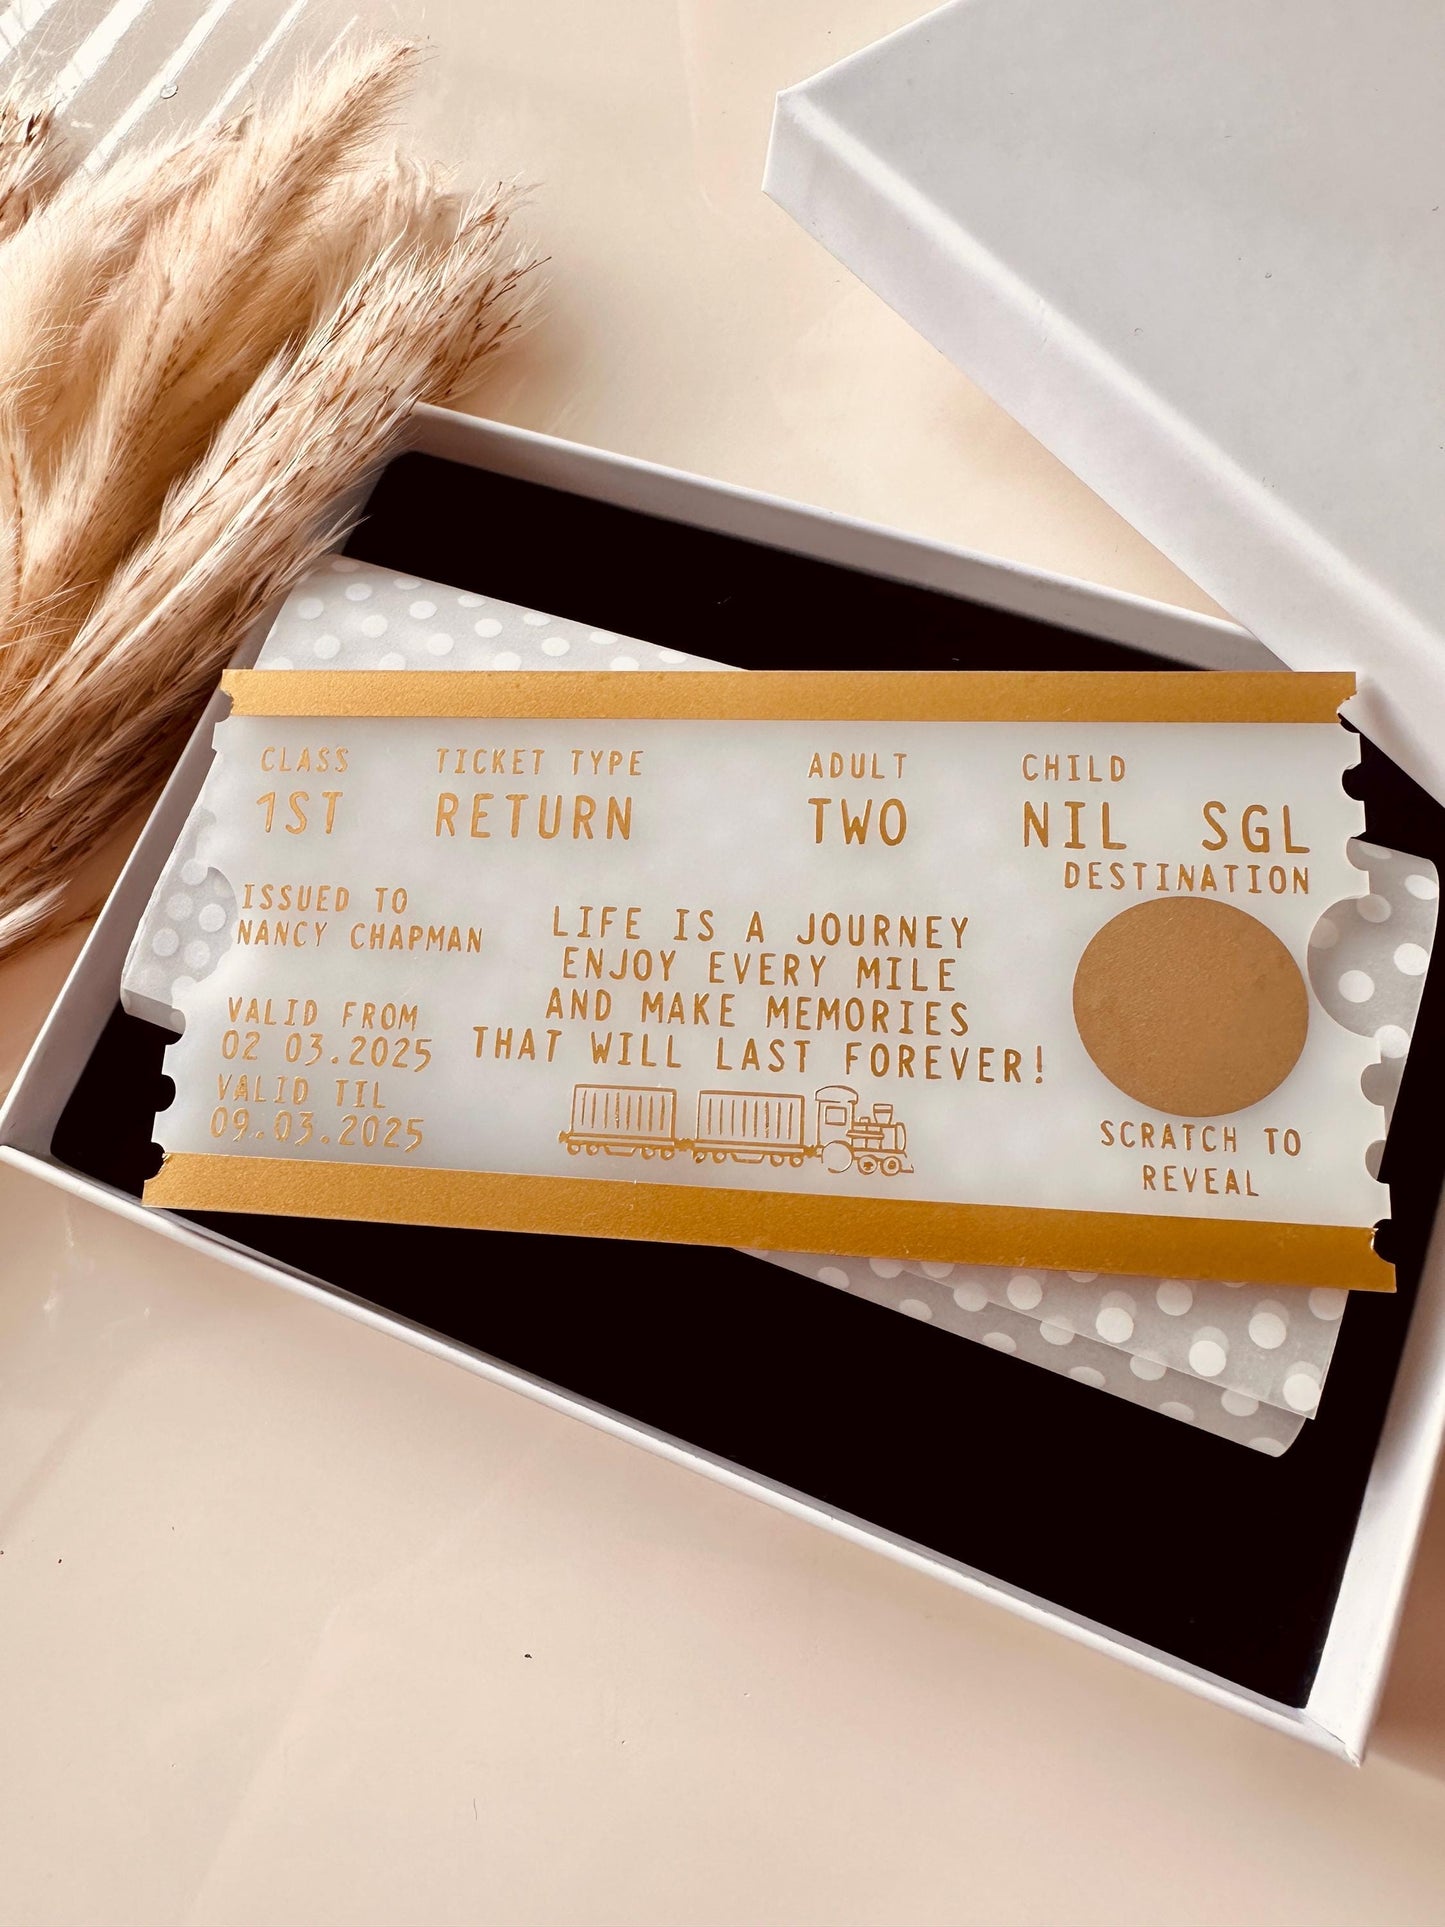 CLASS TICKET TYPE ADULT CHILD
1ST RETURN TWO NIL SGL
DESTINATION
ISSUED TO
NANCY CHAPMAN
VALID FROM
02 03.2025
VALID TIL
09.03.2025
LIFE IS A JOURNEY
ENJOY EVERY MILE
AND MAKE MEMORIES
THAT WILL LAST FOREVER!
SCRATCH TO
REVEAL